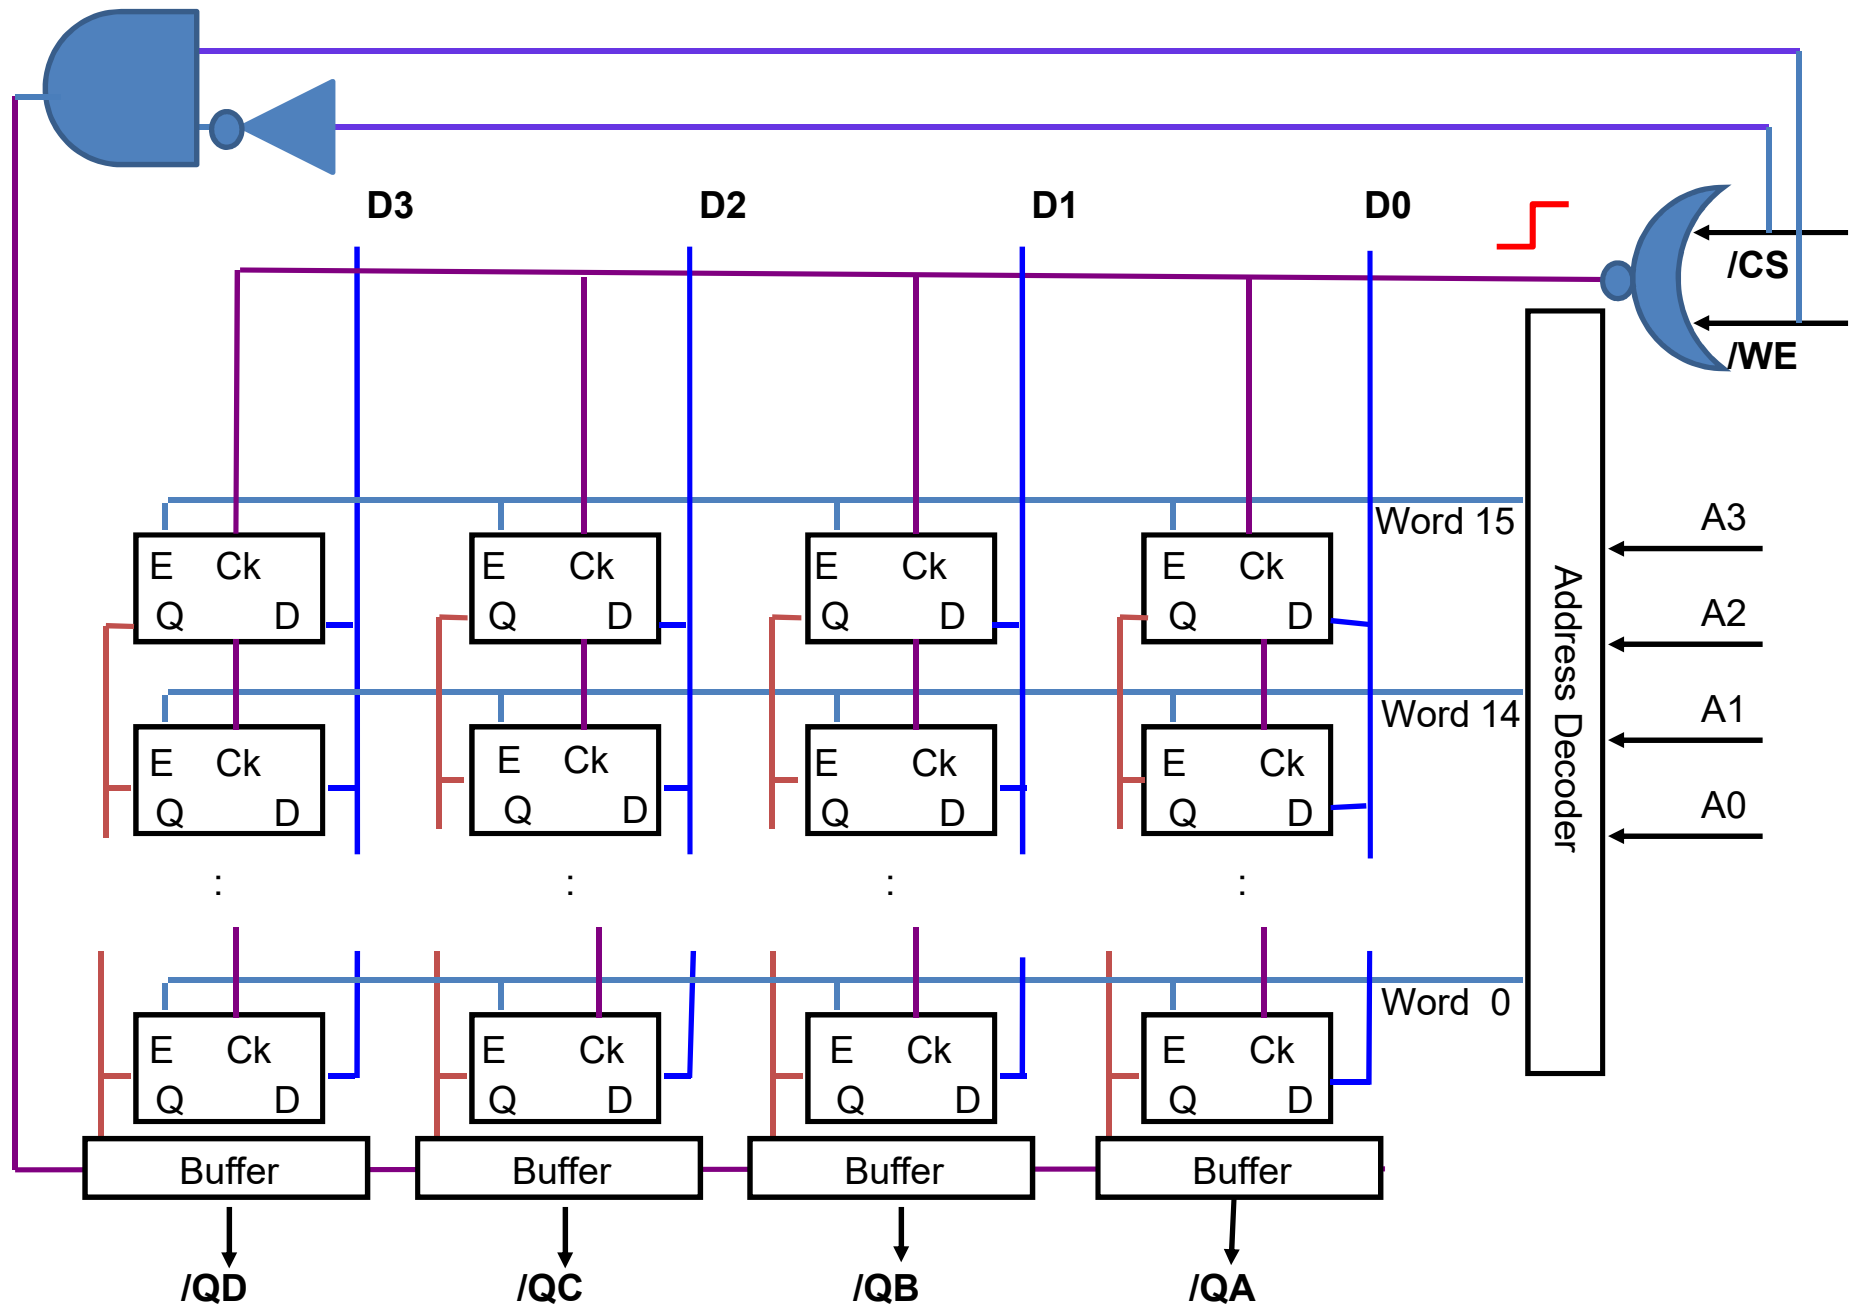 D3 D2 D1 D0
/CS
/WE
Word 15
A3
E Ck E Ck E Ck E Ck
Q D Q D Q D Q D
A2
Address Decoder
Word 14
A1
E Ck E Ck E Ck E Ck
Q D Q D Q D Q D
A0
: : : :
Word 0
E Ck E Ck E Ck E Ck
Q D Q D Q D Q D
Buffer Buffer Buffer Buffer
/QD /QC /QB /QA